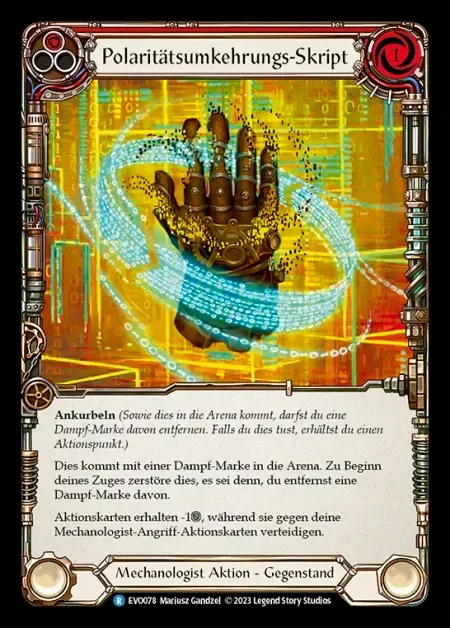 Polaritätsumkehrungs-Skript
1
Ankurbeln (Sowie dies in die Arena kommt, darfst du eine
Dampf-Marke davon entfernen. Falls du dies tust, erhältst du einen
Aktionspunkt.)
Dies kommt mit einer Dampf-Marke in die Arena. Zu Beginn
deines Zuges zerstöre dies, es sei denn, du entfernst eine
Dampf-Marke davon.
Aktionskarten erhalten -1, während sie gegen deine
Mechanologist-Angriff-Aktionskarten verteidigen.
Mechanologist Aktion - Gegenstand
R EVO078 Mariusz Gandzel ©2023 Legend Story Studios